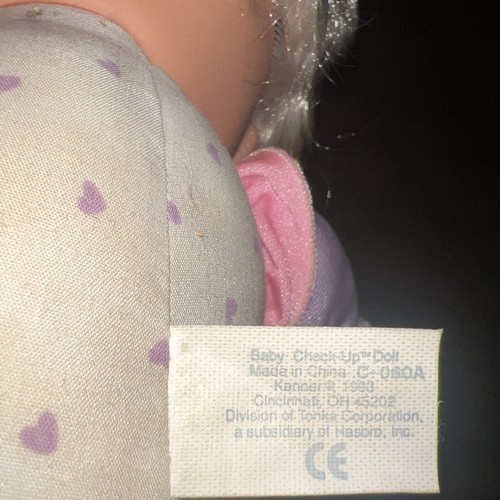 Baby Check-Up™ Doll
Made in China C-060A
Kenner ® 1993
Cincinnati, OH 45202
Division of Tonka Corporation,
a subsidiary of Hasbro, Inc.
CE